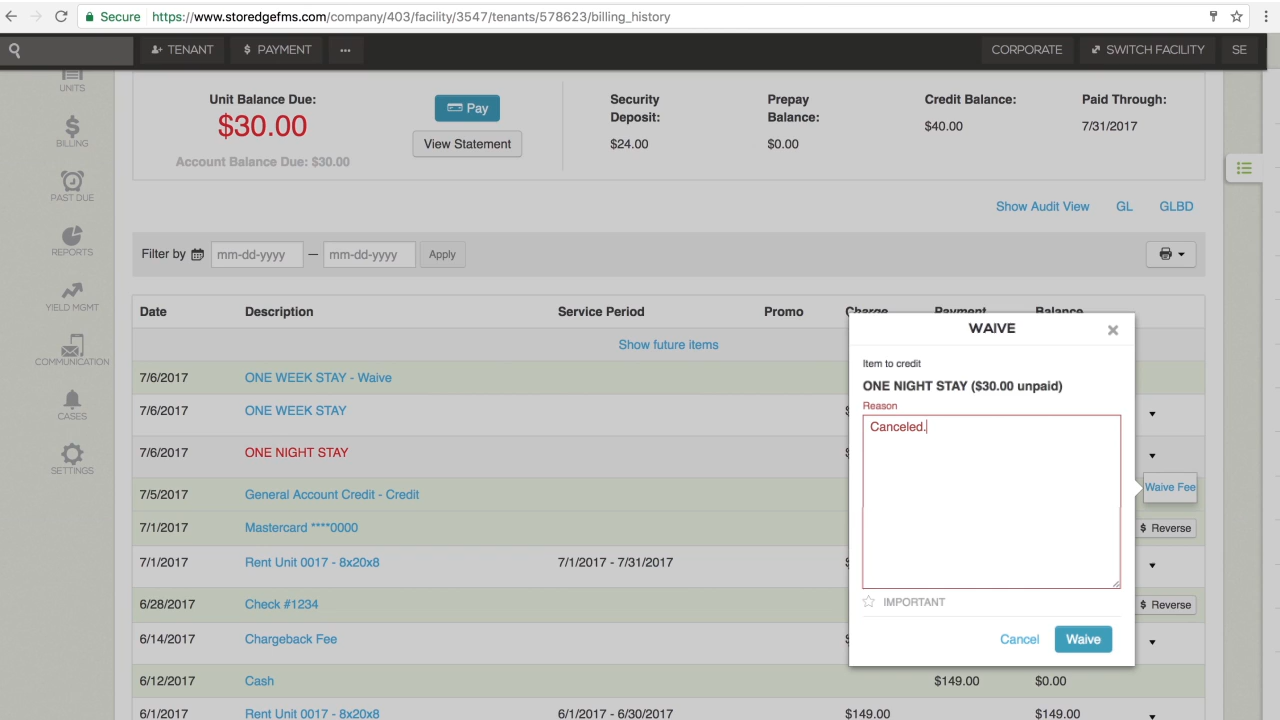 Secure https://www.storedgefms.com/company/403/facility/3547/tenants/578623/billing_history
TENANT $ PAYMENT ... CORPORATE SWITCH FACILITY SE
UNITS
BILLING
PAST DUE
REPORTS
YIELD MGMT
COMMUNICATION
CASES
SETTINGS
Unit Balance Due:
$30.00
Account Balance Due: $30.00
Pay
View Statement
Security
Deposit:
$24.00
Prepay
Balance:
$0.00
Credit Balance:
$40.00
Paid Through:
7/31/2017
Show Audit View GL GLBD
Filter by mm-dd-yyyy — mm-dd-yyyy Apply
Date Description Service Period Promo Charge Payment Balance
Show future items
7/6/2017 ONE WEEK STAY - Waive
7/6/2017 ONE WEEK STAY
7/6/2017 ONE NIGHT STAY
7/5/2017 General Account Credit - Credit
7/1/2017 Mastercard ****0000 $ Reverse
7/1/2017 Rent Unit 0017 - 8x20x8 7/1/2017 - 7/31/2017
6/28/2017 Check #1234 $ Reverse
6/14/2017 Chargeback Fee
6/12/2017 Cash $149.00 $0.00
6/1/2017 Rent Unit 0017 - 8x20x8 6/1/2017 - 6/30/2017 $149.00 $149.00
WAIVE
Item to credit
ONE NIGHT STAY ($30.00 unpaid)
Reason
Canceled.
IMPORTANT
Cancel Waive
Waive Fee